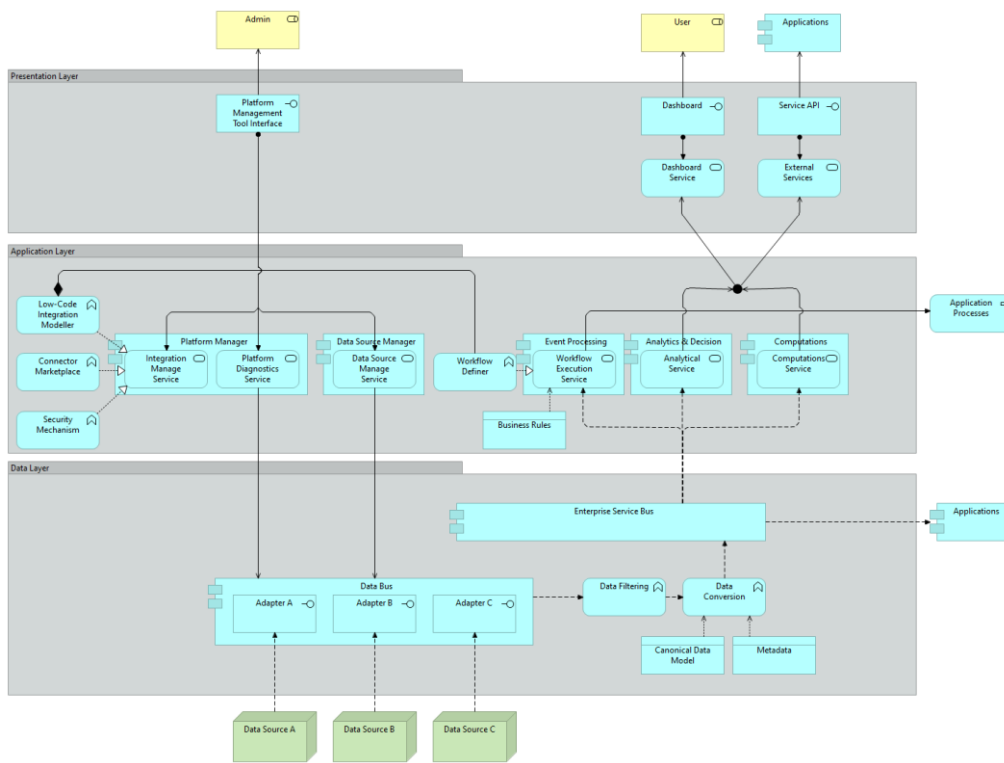 Admin
User
Applications
Presentation Layer
Platform
Management
Tool Interface
Dashboard
Service API
Dashboard
Service
External
Services
Application Layer
Low-Code
Integration
Modeller
Application
Processes
Platform Manager
Data Source Manager
Event Processing
Analytics & Decision
Computations
Connector
Marketplace
Integration
Manage
Service
Platform
Diagnostics
Service
Data Source
Manage
Service
Workflow
Definer
Workflow
Execution
Service
Analytical
Service
Computations
Service
Security
Mechanism
Business Rules
Data Layer
Enterprise Service Bus
Applications
Data Bus
Adapter A
Adapter B
Adapter C
Data Filtering
Data
Conversion
Canonical Data
Model
Metadata
Data Source A
Data Source B
Data Source C